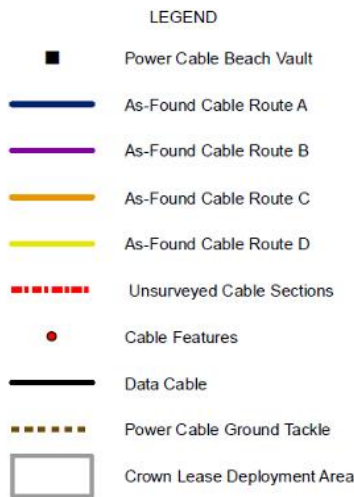 LEGEND
Power Cable Beach Vault
As-Found Cable Route A
As-Found Cable Route B
As-Found Cable Route C
As-Found Cable Route D
Unsurveyed Cable Sections
Cable Features
Data Cable
Power Cable Ground Tackle
Crown Lease Deployment Area